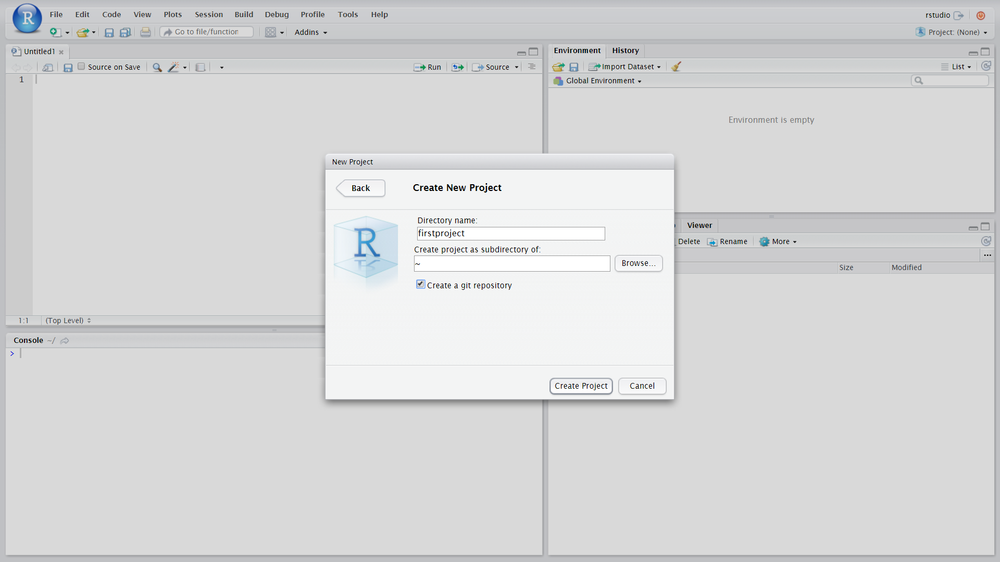 R File Edit Code View Plots Session Build Debug Profile Tools Help rstudio
Go to file/function Addins Project: (None)
Untitled1
Source on Save Run Source
1
1:1 (Top Level)
Console ~/
>
Environment History
Import Dataset List
Global Environment
Environment is empty
Viewer
Delete Rename More
...
Size Modified
New Project
Back Create New Project
R
Directory name:
firstproject
Create project as subdirectory of:
~ Browse...
Create a git repository
Create Project Cancel